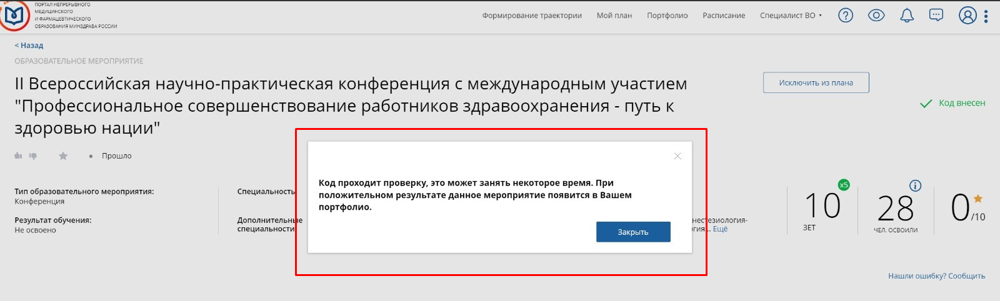 ПОРТАЛ НЕПРЕРЫВНОГО
МЕДИЦИНСКОГО
И ФАРМАЦЕВТИЧЕСКОГО
ОБРАЗОВАНИЯ МИНЗДРАВА РОССИИ
Формирование траектории Мой план Портфолио Расписание Специалист ВО
< Назад
ОБРАЗОВАТЕЛЬНОЕ МЕРОПРИЯТИЕ
II Всероссийская научно-практическая конференция с международным участием
"Профессиональное совершенствование работников здравоохранения - путь к
здоровью нации"
Исключить из плана
Код внесен
Прошло
Тип образовательного мероприятия:
Конференция
Результат обучения:
Не освоено
Специальность
Дополнительные
специальности
Код проходит проверку, это может занять некоторое время. При
положительном результате данное мероприятие появится в Вашем
портфолио.
Закрыть
нестезиология-
огия... Ещё
10 x5
ЗЕТ
28
ЧЕЛ. ОСВОИЛИ
0/10
Нашли ошибку? Сообщить